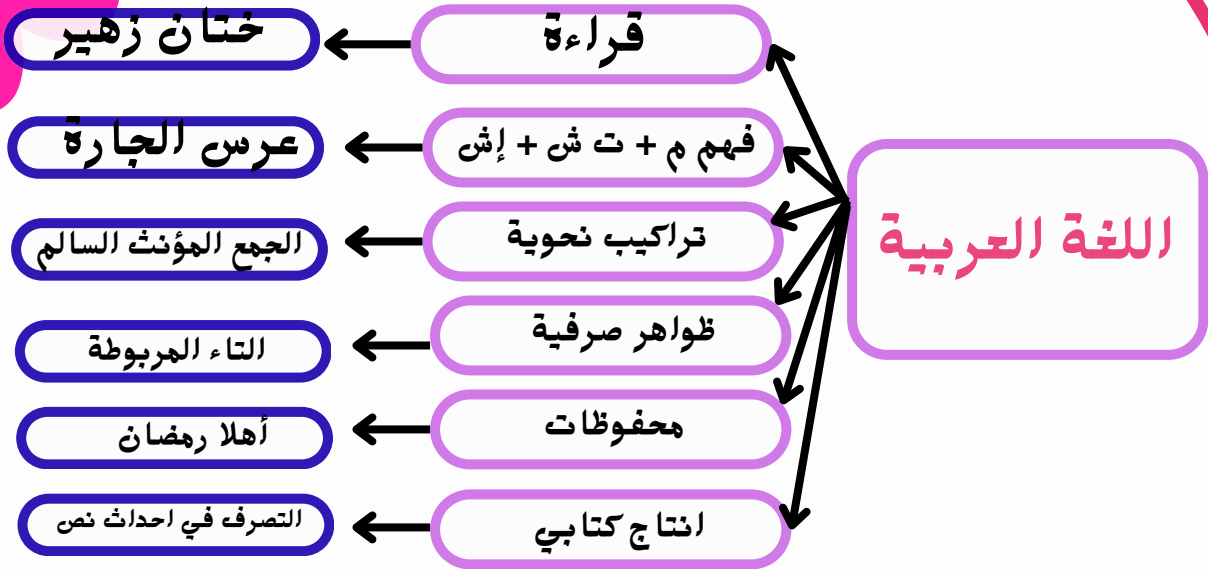 اللغة العربية
قراءة
ختان زهير
فهم م + ت ش + إش
عرس الجارة
تراكيب نحوية
الجمع المؤنث السالم
ظواهر صرفية
التاء المربوطة
محفوظات
أهلا رمضان
انتاج كتابي
التصرف في احداث نص